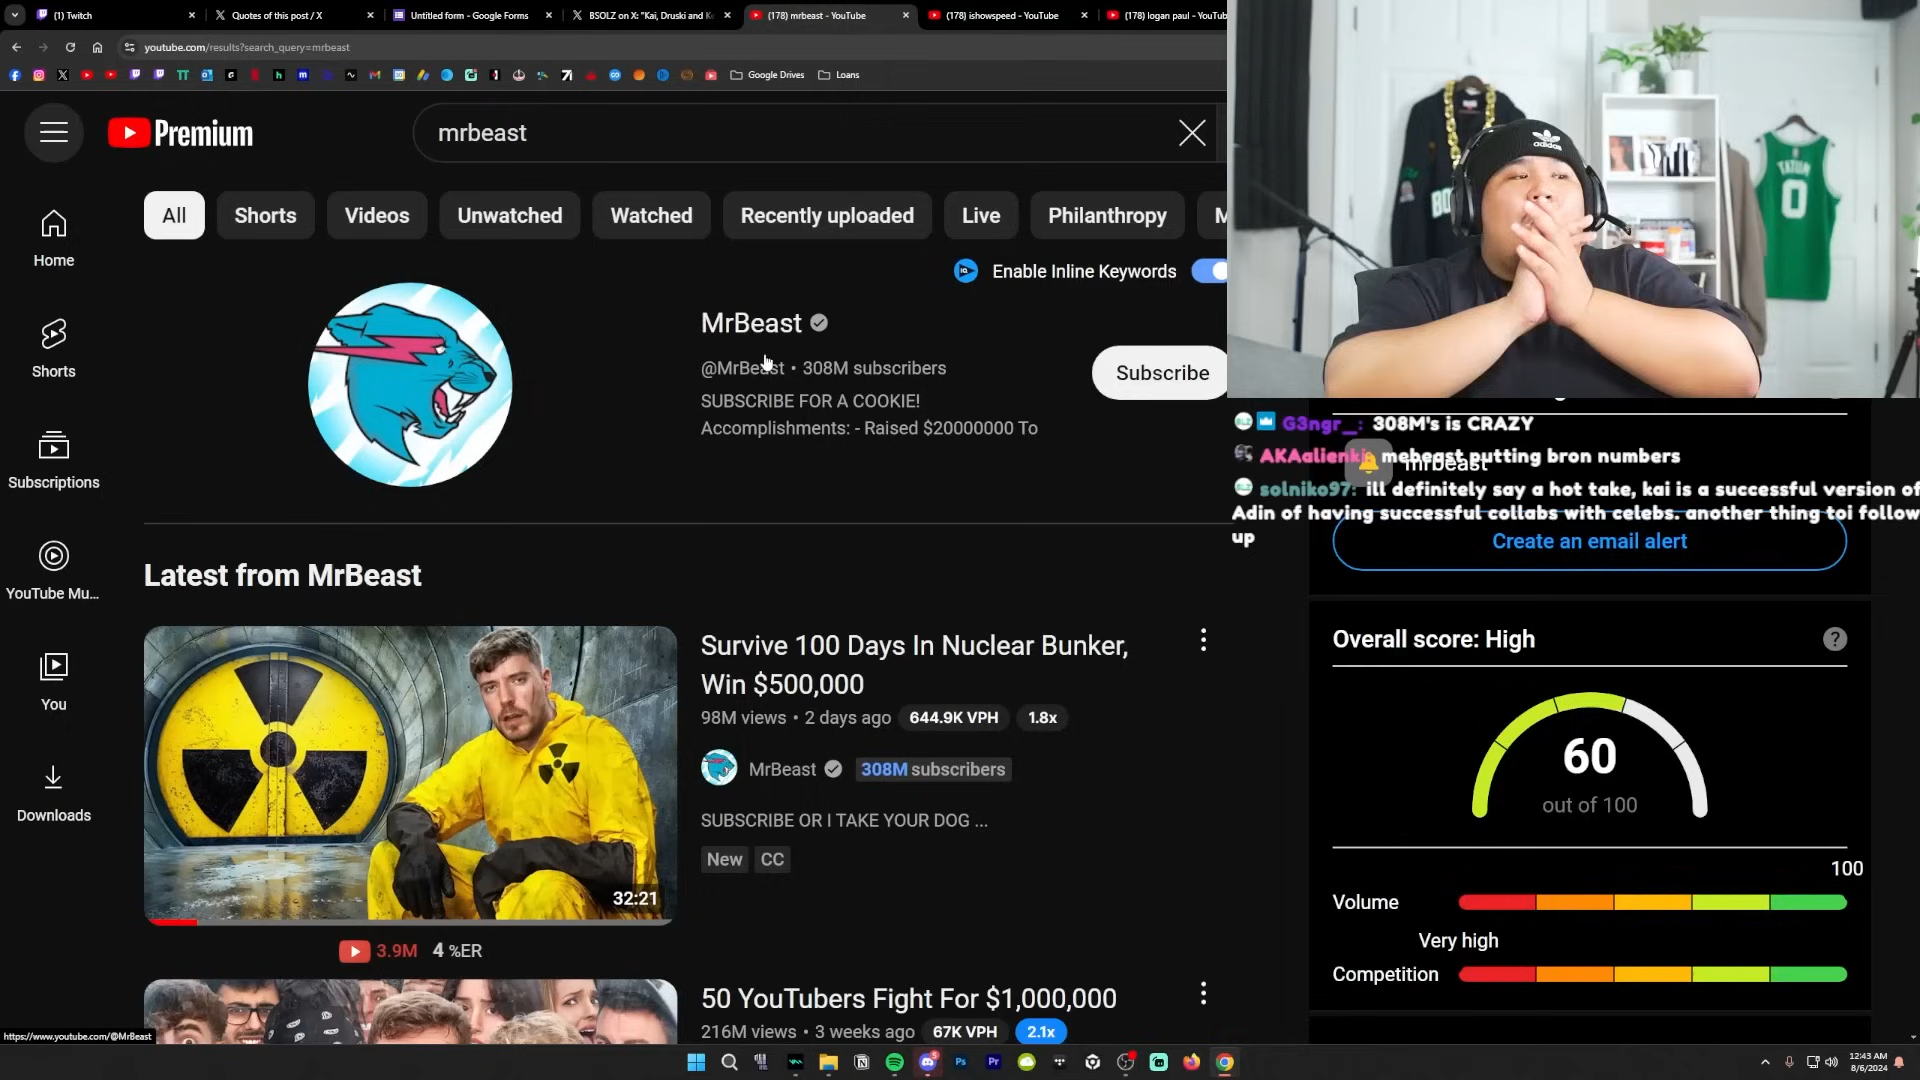 (1) Twitch
Quotes of this post / X
Untitled form - Google Forms
BSOLZ on X: "Kai, Druski and K
(178) mrbeast - YouTube
(178) ishowspeed - YouTube
(178) logan paul - YouTub
youtube.com/results?search_query=mrbeast
Google Drives
Loans
Premium
mrbeast
All
Shorts
Videos
Unwatched
Watched
Recently uploaded
Live
Philanthropy
M
Home
Shorts
Subscriptions
YouTube Mu...
You
Downloads
Enable Inline Keywords
MrBeast
@MrBeast • 308M subscribers
SUBSCRIBE FOR A COOKIE!
Accomplishments: - Raised $20000000 To
Subscribe
Latest from MrBeast
32:21
3.9M 4 %ER
Survive 100 Days In Nuclear Bunker,
Win $500,000
98M views • 2 days ago 644.9K VPH 1.8x
MrBeast 308M subscribers
SUBSCRIBE OR I TAKE YOUR DOG ...
New CC
50 YouTubers Fight For $1,000,000
216M views • 3 weeks ago 67K VPH 2.1x
https://www.youtube.com/@MrBeast
adidas
BO
TATUM
0
G3ngr_: 308M's is CRAZY
AKAalienk mebeast putting bron numbers
mrbeast
solniko97: ill definitely say a hot take, kai is a successful version of
Adin of having successful collabs with celebs. another thing toi follow
up
Create an email alert
Overall score: High
60
out of 100
100
Volume
Very high
Competition
12:43 AM
8/6/2024